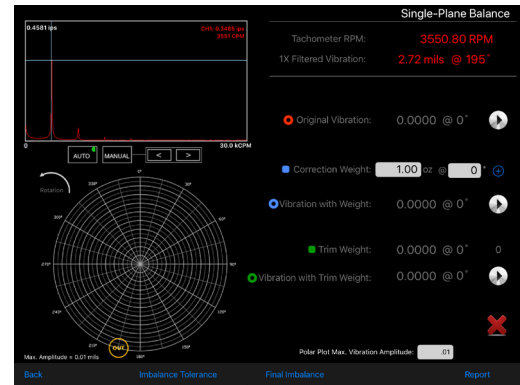 Single-Plane Balance
0.4581 ips
CH1: 0.3465 ips
3551 CPM
Tachometer RPM: 3550.80 RPM
1X Filtered Vibration: 2.72 mils @ 195°
Original Vibration: 0.0000 @ 0°
0
30.0 kCPM
AUTO
MANUAL
<
>
Correction Weight: 1.00 oz @ 0 °
Rotation
0°
30°
60°
90°
120°
150°
180°
210°
240°
270°
300°
330°
OUT
Vibration with Weight: 0.0000 @ 0°
Trim Weight: 0.0000 @ 0° 0
Vibration with Trim Weight: 0.0000 @ 0°
Max. Amplitude = 0.01 mils
Polar Plot Max. Vibration Amplitude: .01
Back
Imbalance Tolerance
Final Imbalance
Report